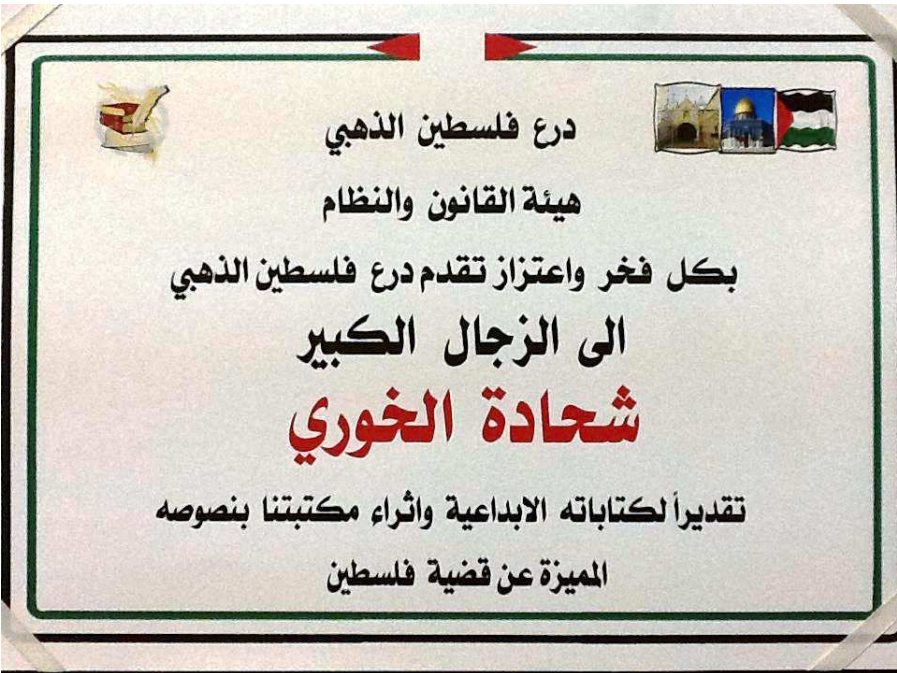 درع فلسطين الذهبي
هيئة القانون والنظام
بكل فخر واعتزاز تقدم درع فلسطين الذهبي
الى الزجال الكبير
شحادة الخوري
تقديراً لكتاباته الابداعية واثراء مكتبتنا بنصوصه
المميزة عن قضية فلسطين